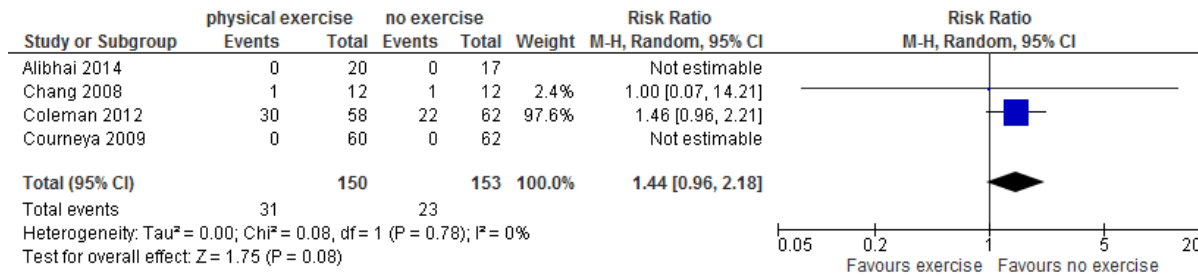 physical exercise no exercise Risk Ratio Risk Ratio
Study or Subgroup Events Total Events Total Weight M-H, Random, 95% CI M-H, Random, 95% CI
Alibhai 2014 0 20 0 17 Not estimable
Chang 2008 1 12 1 12 2.4% 1.00 [0.07, 14.21]
Coleman 2012 30 58 22 62 97.6% 1.46 [0.96, 2.21]
Courneya 2009 0 60 0 62 Not estimable
Total (95% CI) 150 153 100.0% 1.44 [0.96, 2.18]
Total events 31 23
Heterogeneity: Tau² = 0.00; Chi² = 0.08, df = 1 (P = 0.78); I² = 0%
Test for overall effect: Z = 1.75 (P = 0.08)
0.05 0.2 1 5 20
Favours exercise Favours no exercise